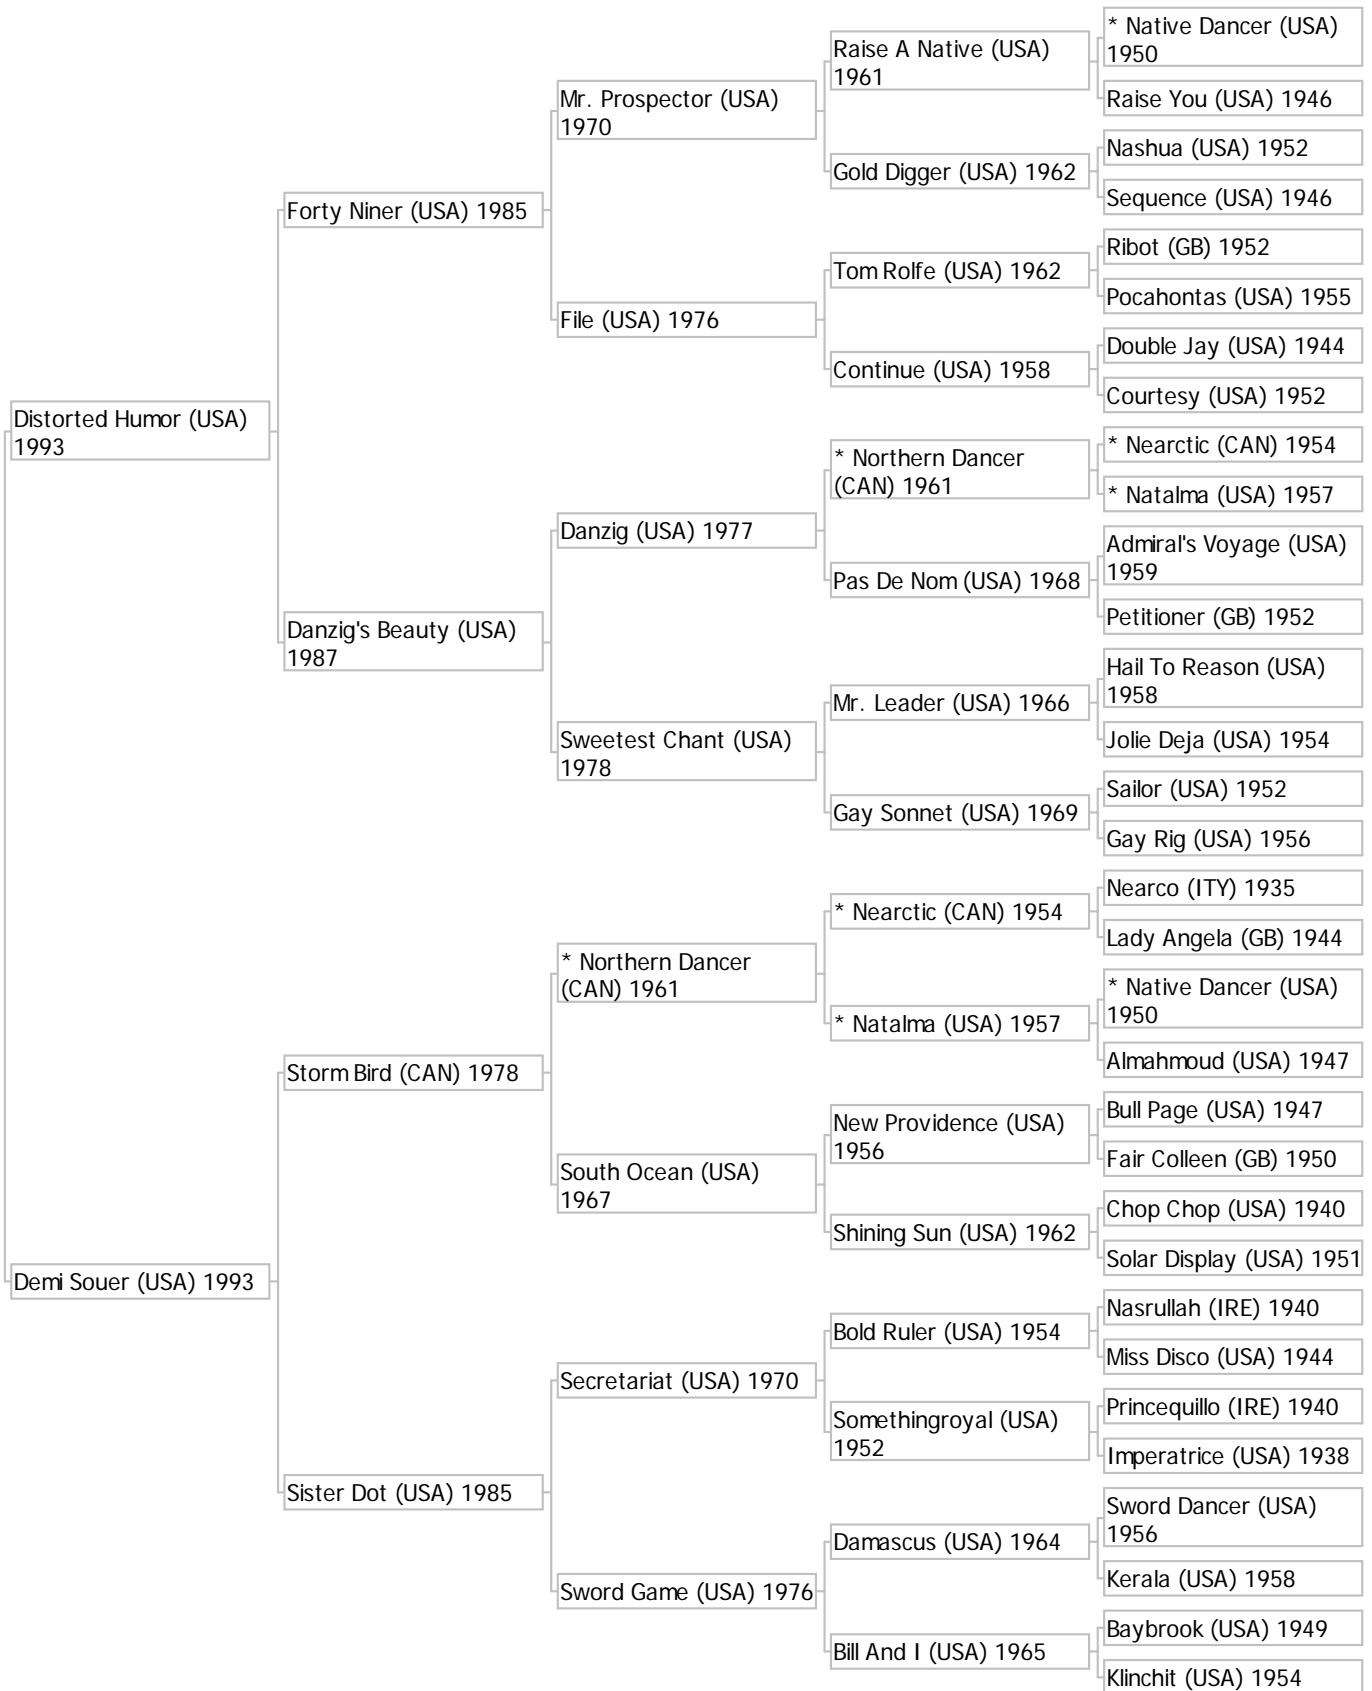 Distorted Humor (USA)
1993
Demi Souer (USA) 1993
Forty Niner (USA) 1985
Danzig's Beauty (USA)
1987
Storm Bird (CAN) 1978
Sister Dot (USA) 1985
Mr. Prospector (USA)
1970
File (USA) 1976
Danzig (USA) 1977
Sweetest Chant (USA)
1978
* Northern Dancer
(CAN) 1961
South Ocean (USA)
1967
Secretariat (USA) 1970
Sword Game (USA) 1976
Raise A Native (USA)
1961
Gold Digger (USA) 1962
Tom Rolfe (USA) 1962
Continue (USA) 1958
* Northern Dancer
(CAN) 1961
Pas De Nom (USA) 1968
Mr. Leader (USA) 1966
Gay Sonnet (USA) 1969
* Nearctic (CAN) 1954
* Natalma (USA) 1957
New Providence (USA)
1956
Shining Sun (USA) 1962
Bold Ruler (USA) 1954
Somethingroyal (USA)
1952
Damascus (USA) 1964
Bill And I (USA) 1965
* Native Dancer (USA)
1950
Raise You (USA) 1946
Nashua (USA) 1952
Sequence (USA) 1946
Ribot (GB) 1952
Pocahontas (USA) 1955
Double Jay (USA) 1944
Courtesy (USA) 1952
* Nearctic (CAN) 1954
* Natalma (USA) 1957
Admiral's Voyage (USA)
1959
Petitioner (GB) 1952
Hail To Reason (USA)
1958
Jolie Deja (USA) 1954
Sailor (USA) 1952
Gay Rig (USA) 1956
Nearco (ITY) 1935
Lady Angela (GB) 1944
* Native Dancer (USA)
1950
Almahmoud (USA) 1947
Bull Page (USA) 1947
Fair Colleen (GB) 1950
Chop Chop (USA) 1940
Solar Display (USA) 1951
Nasrullah (IRE) 1940
Miss Disco (USA) 1944
Princequillo (IRE) 1940
Imperatrice (USA) 1938
Sword Dancer (USA)
1956
Kerala (USA) 1958
Baybrook (USA) 1949
Klinchit (USA) 1954